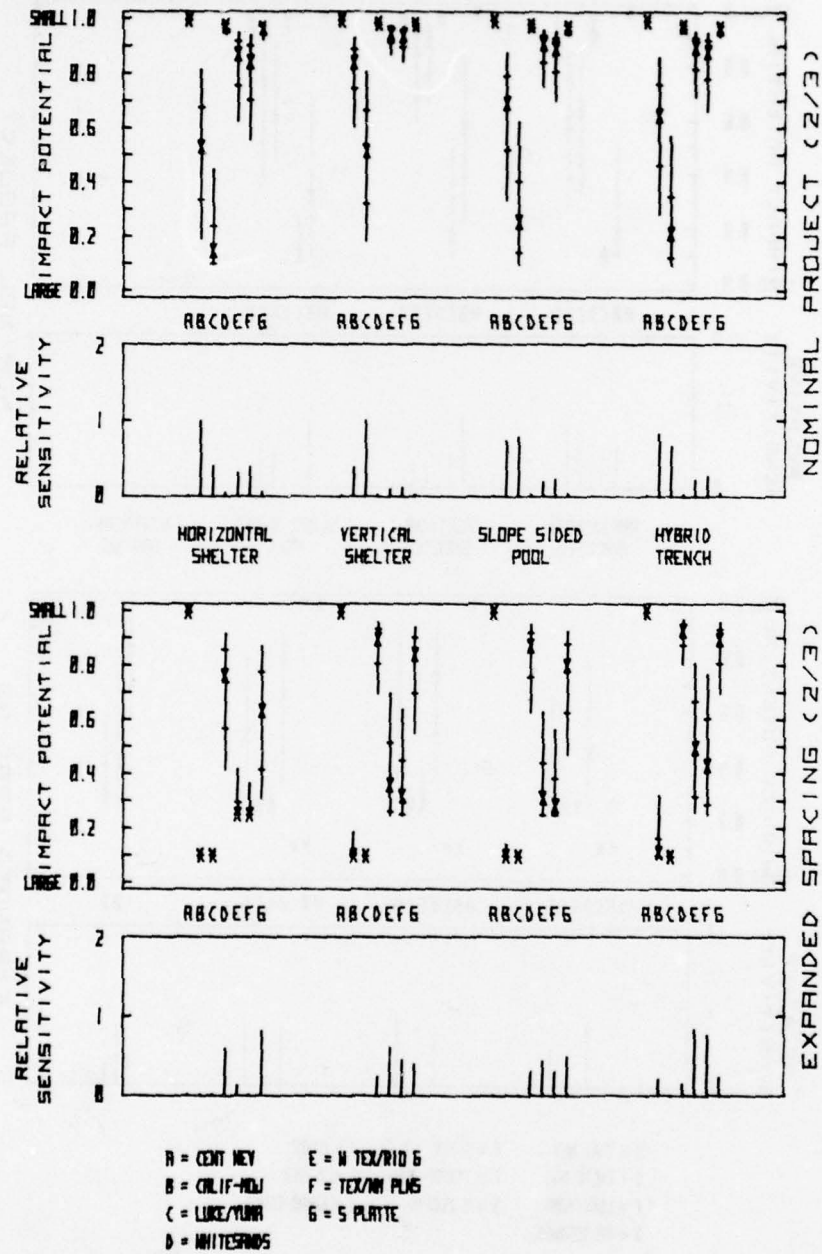 SMALL 1.0
0.8
0.6
0.4
0.2
LARGE 0.0
IMPACT POTENTIAL
ABCDEFG ABCDEFG ABCDEFG ABCDEFG
2
1
0
RELATIVE
SENSITIVITY
NOMINAL PROJECT (2/3)
HORIZONTAL VERTICAL SLOPE SIDED HYBRID
SHELTER SHELTER POOL TRENCH
SMALL 1.0
0.8
0.6
0.4
0.2
LARGE 0.0
IMPACT POTENTIAL
ABCDEFG ABCDEFG ABCDEFG ABCDEFG
2
1
0
RELATIVE
SENSITIVITY
EXPANDED SPACING (2/3)
A = CENT NEV E = W TEX/RIO G
B = CALIF-MOJ F = TEX/NM PLNS
C = LUKE/YUMA G = S PLATTE
D = WHITESANDS